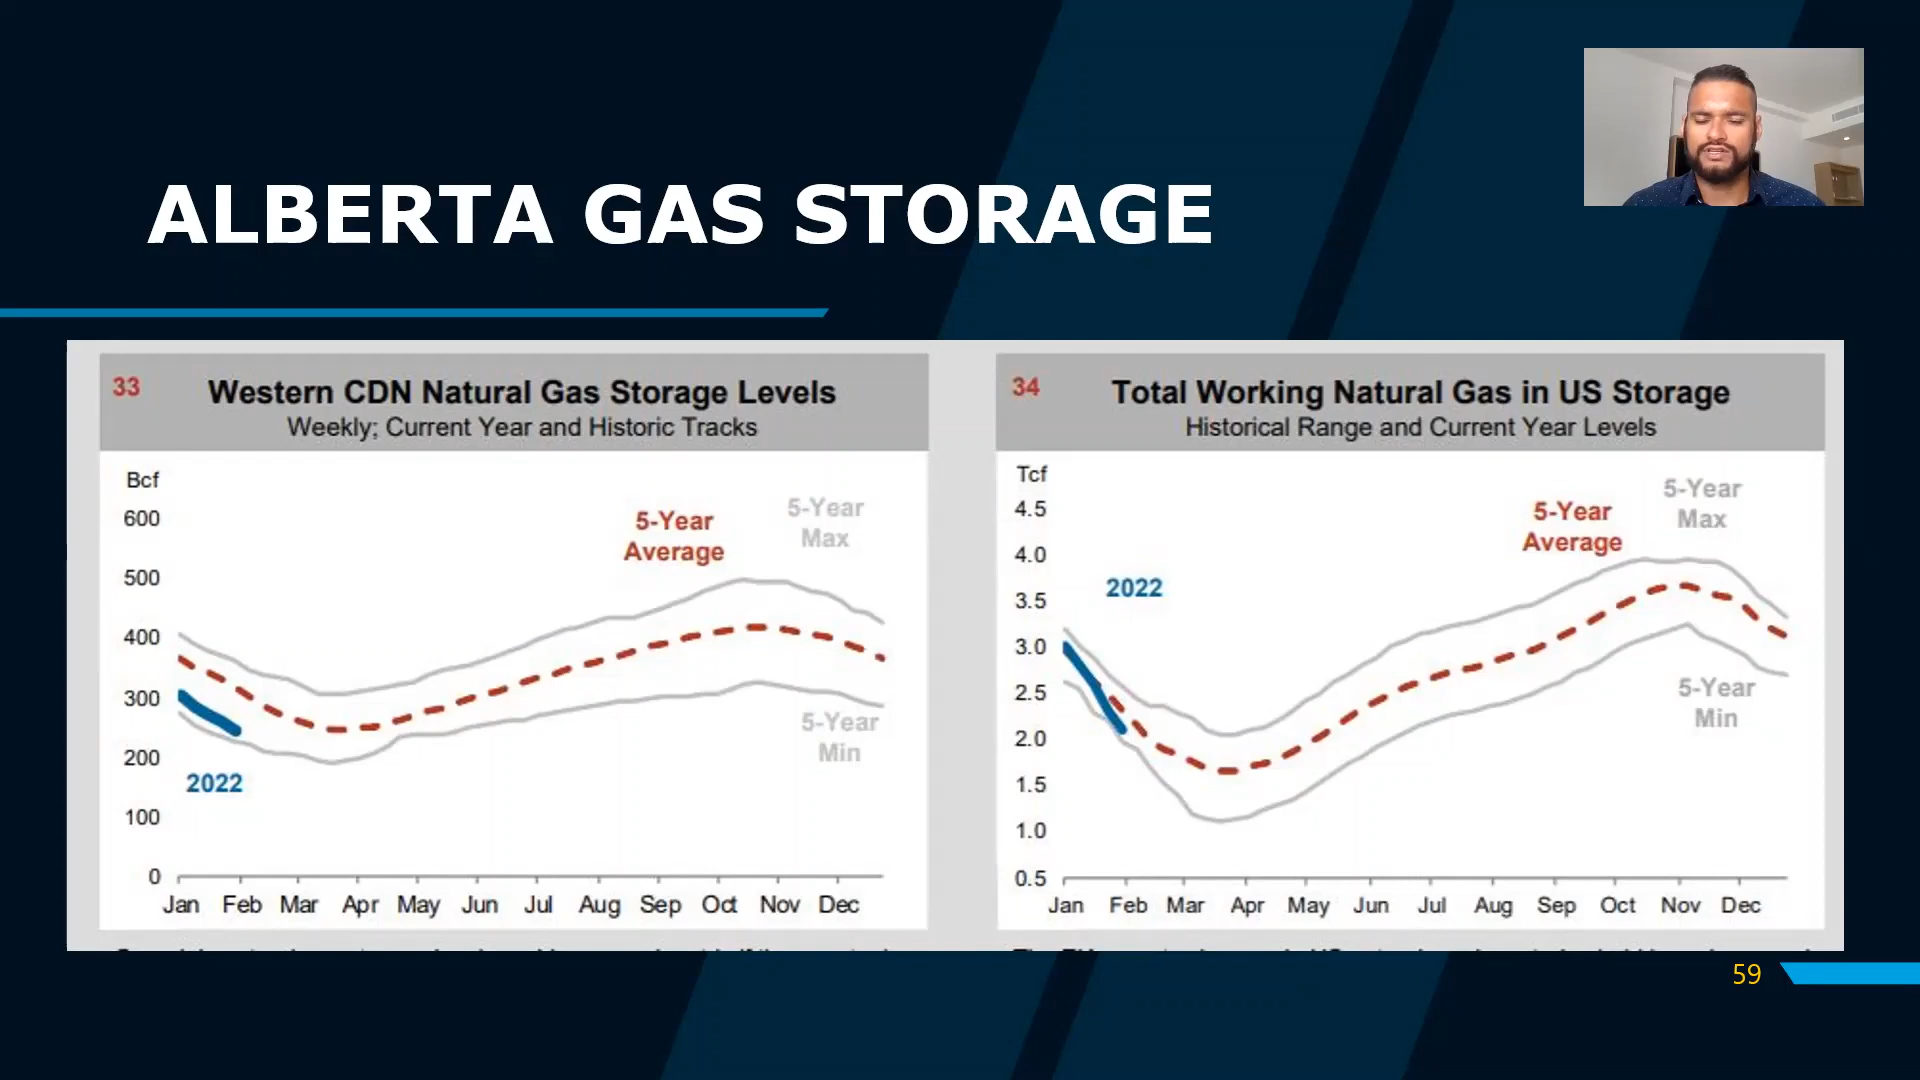 ALBERTA GAS STORAGE
33
Western CDN Natural Gas Storage Levels
Weekly; Current Year and Historic Tracks
Bcf
600
500
400
300
200
100
0
5-Year
Average
5-Year
Max
5-Year
Min
2022
Jan Feb Mar Apr May Jun Jul Aug Sep Oct Nov Dec
34
Total Working Natural Gas in US Storage
Historical Range and Current Year Levels
Tcf
4.5
4.0
3.5
3.0
2.5
2.0
1.5
1.0
0.5
2022
5-Year
Average
5-Year
Max
5-Year
Min
Jan Feb Mar Apr May Jun Jul Aug Sep Oct Nov Dec
59